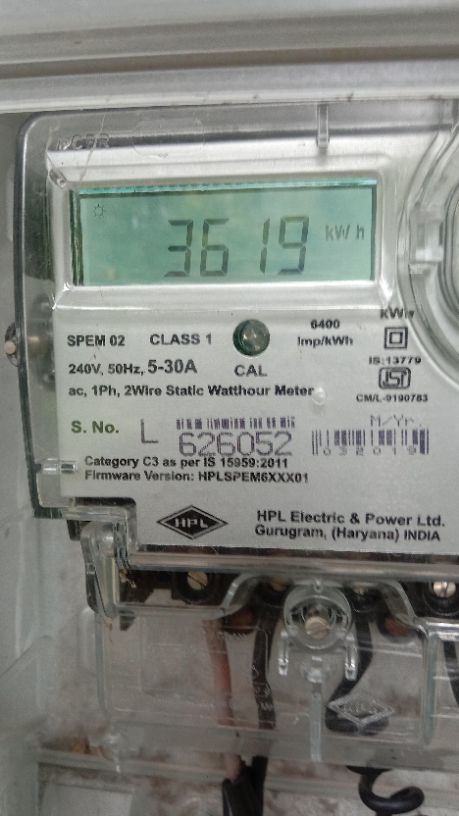 3619 kWh
kWh
SPEM 02 CLASS 1 6400
240V, 50Hz, 5-30A CAL Imp/kWh
IS:13779
ac, 1Ph, 2Wire Static Watthour Meter
CM/L-9190783
S. No. L 626052 M/Yr.
032019
Category C3 as per IS 15959:2011
Firmware Version: HPLSPEM6XXX01
HPL HPL Electric & Power Ltd.
Gurugram, (Haryana) INDIA
HPL